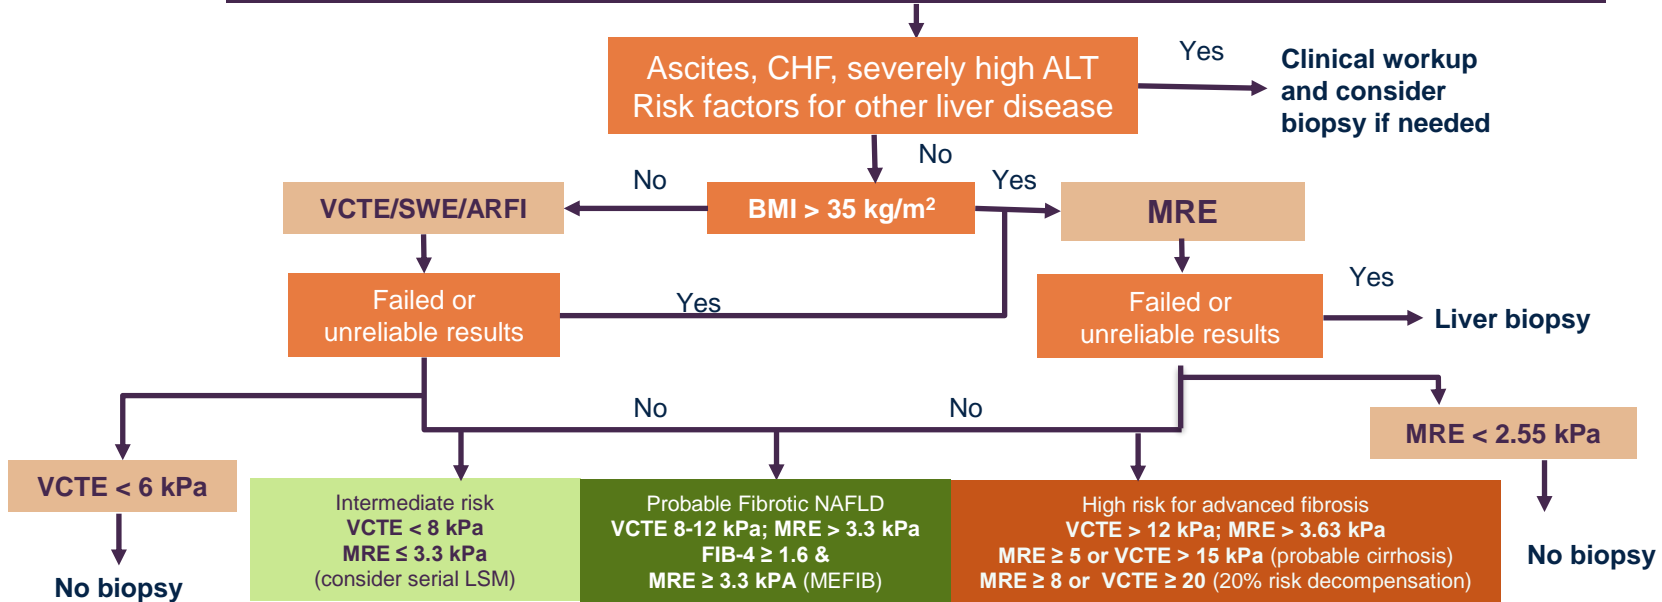 Ascites, CHF, severely high ALT
Risk factors for other liver disease
Yes
Clinical workup
and consider
biopsy if needed
No
No
Yes
VCTE/SWE/ARFI
BMI > 35 kg/m²
MRE
Failed or
unreliable results
Yes
Failed or
unreliable results
Yes
Liver biopsy
No
No
VCTE < 6 kPa
MRE < 2.55 kPa
Intermediate risk
VCTE < 8 kPa
MRE ≤ 3.3 kPa
(consider serial LSM)
Probable Fibrotic NAFLD
VCTE 8-12 kPa; MRE > 3.3 kPa
FIB-4 ≥ 1.6 &
MRE ≥ 3.3 kPA (MEFIB)
High risk for advanced fibrosis
VCTE > 12 kPa; MRE > 3.63 kPa
MRE ≥ 5 or VCTE > 15 kPa (probable cirrhosis)
MRE ≥ 8 or VCTE ≥ 20 (20% risk decompensation)
No biopsy
No biopsy